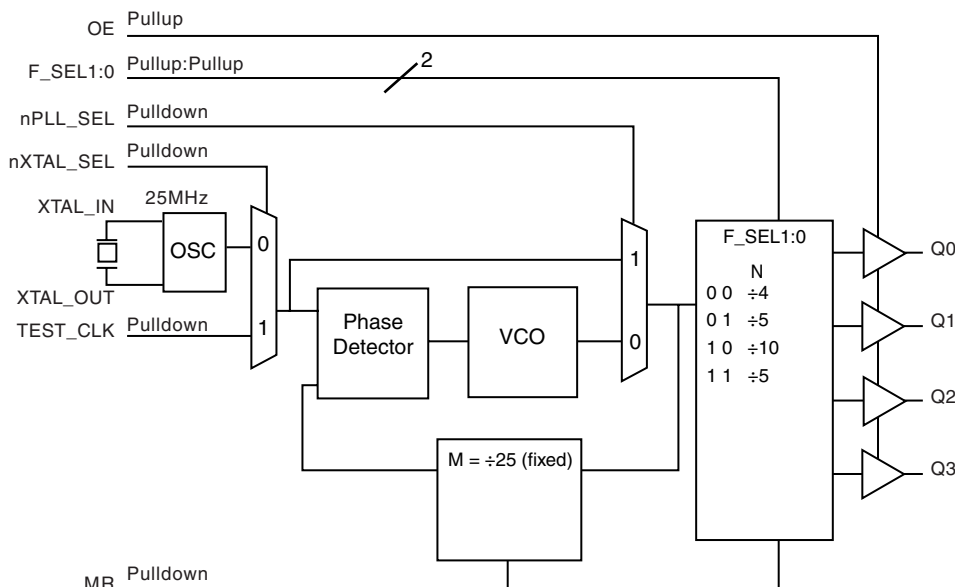 OE Pullup
F_SEL1:0 Pullup:Pullup 2
nPLL_SEL Pulldown
nXTAL_SEL Pulldown
XTAL_IN 25MHz
OSC
XTAL_OUT
TEST_CLK Pulldown
0
1
Phase
Detector
VCO
1
0
M = ÷25 (fixed)
F_SEL1:0
N
0 0 ÷4
0 1 ÷5
1 0 ÷10
1 1 ÷5
Q0
Q1
Q2
Q3
MR Pulldown